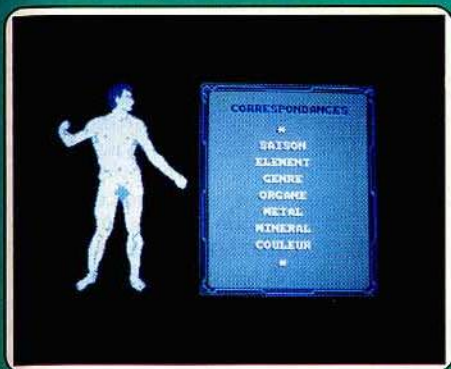 CORRESPONDANCES
*
SAISON
ELEMENT
GENRE
ORGANE
METAL
MINERAL
COULEUR
*